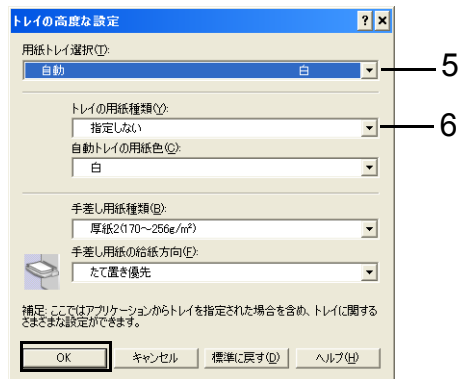 トレイの高度な設定
用紙トレイ選択(T):
自動 白
5
トレイの用紙種類(Y):
指定しない
6
自動トレイの用紙色(C):
白
手差し用紙種類(B):
厚紙2(170～256g/㎡)
手差し用紙の給紙方向(F):
たて置き優先
補足: ここではアプリケーションからトレイを指定された場合を含め、トレイに関する
さまざまな設定ができます。
OK キャンセル 標準に戻す(D) ヘルプ(H)